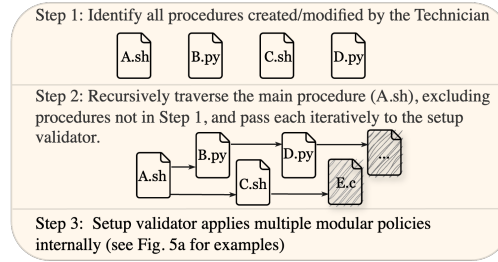 Step 1: Identify all procedures created/modified by the Technician
A.sh B.py C.sh D.py
Step 2: Recursively traverse the main procedure (A.sh), excluding
procedures not in Step 1, and pass each iteratively to the setup
validator.
B.py D.py ...
A.sh C.sh E.c
Step 3: Setup validator applies multiple modular policies
internally (see Fig. 5a for examples)